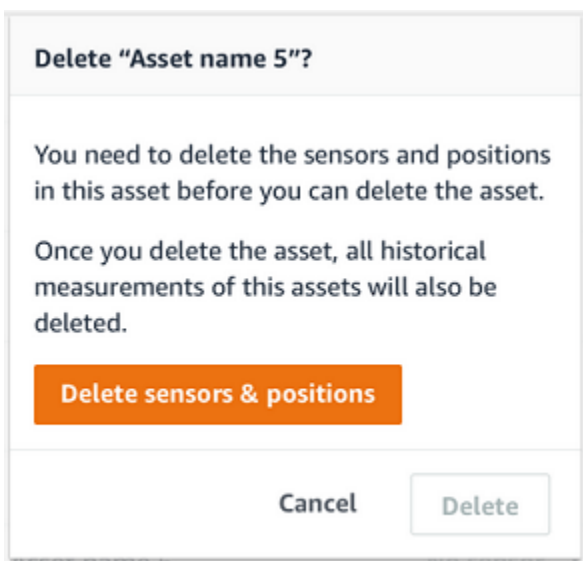 Delete “Asset name 5”?
You need to delete the sensors and positions
in this asset before you can delete the asset.
Once you delete the asset, all historical
measurements of this assets will also be
deleted.
Delete sensors & positions
Cancel
Delete